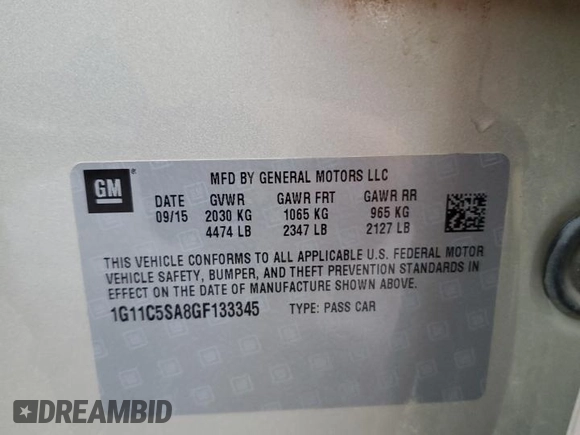 GM
®
MFD BY GENERAL MOTORS LLC
DATE GVWR GAWR FRT GAWR RR
09/15 2030 KG 1065 KG 965 KG
4474 LB 2347 LB 2127 LB
THIS VEHICLE CONFORMS TO ALL APPLICABLE U.S. FEDERAL MOTOR
VEHICLE SAFETY, BUMPER, AND THEFT PREVENTION STANDARDS IN
EFFECT ON THE DATE OF MANUFACTURE SHOWN ABOVE.
1G11C5SA8GF133345 TYPE: PASS CAR
DREAMBID